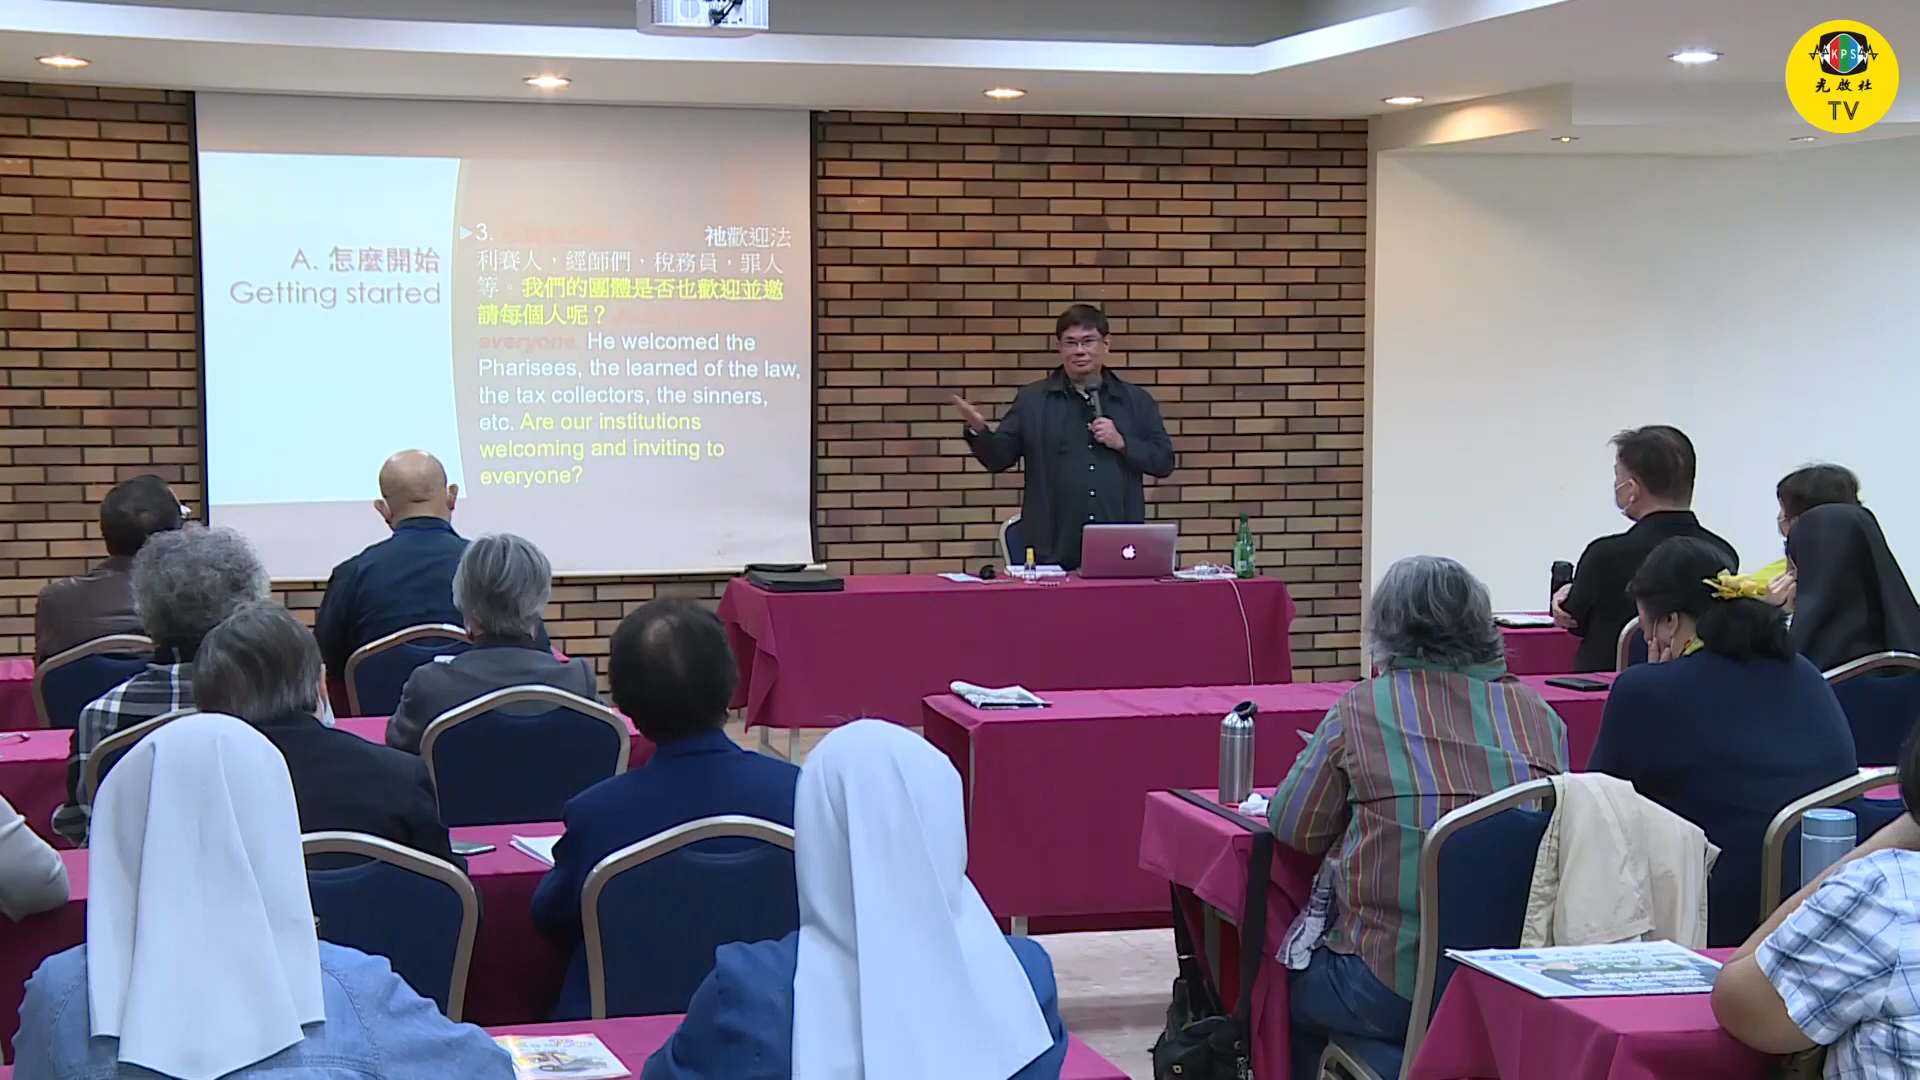 KPS
光啟社
TV
A. 怎麼開始
Getting started
3. 祂歡迎法
利賽人，經師們，稅務員，罪人
等。我們的團體是否也歡迎並邀
請每個人呢？
everyone. He welcomed the
Pharisees, the learned of the law,
the tax collectors, the sinners,
etc. Are our institutions
welcoming and inviting to
everyone?